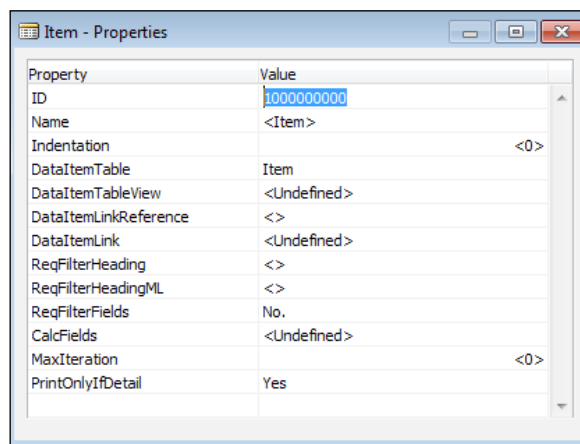 Item - Properties
Property Value
ID 1000000000
Name <Item>
Indentation <0>
DataItemTable Item
DataItemTableView <Undefined>
DataItemLinkReference <>
DataItemLink <Undefined>
ReqFilterHeading <>
ReqFilterHeadingML <>
ReqFilterFields No.
CalcFields <Undefined>
MaxIteration <0>
PrintOnlyIfDetail Yes